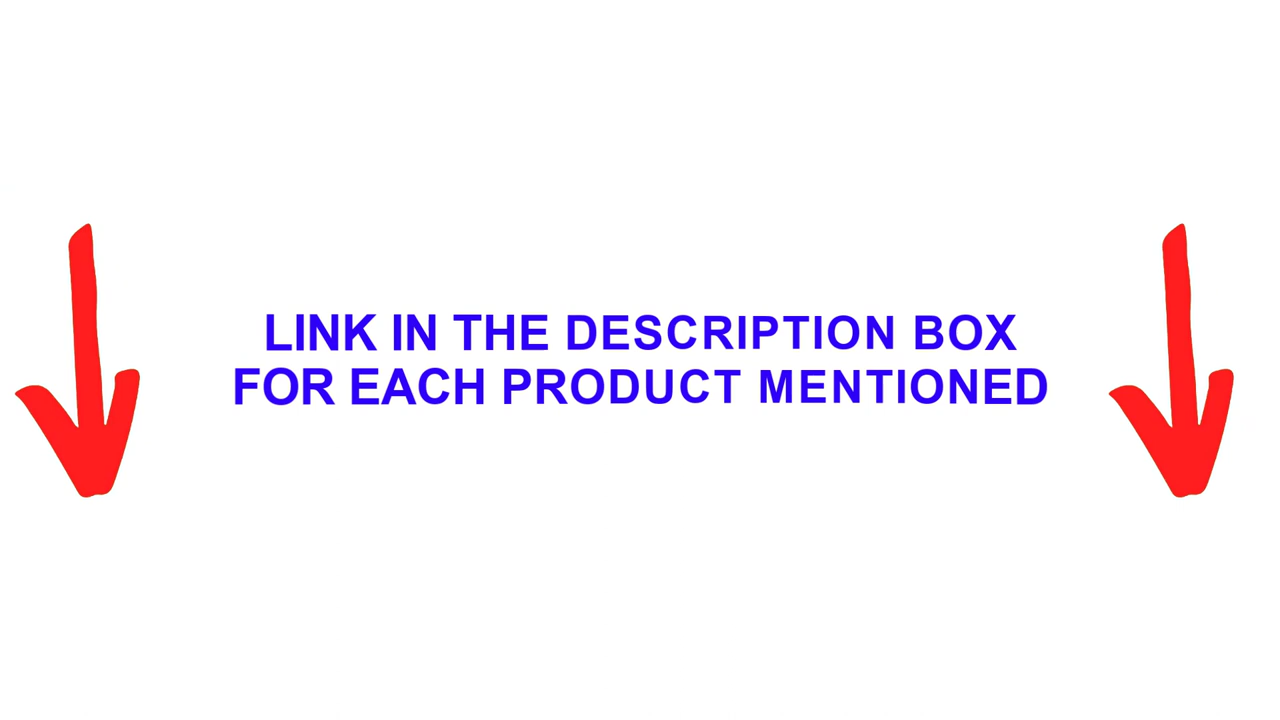 LINK IN THE DESCRIPTION BOX
FOR EACH PRODUCT MENTIONED